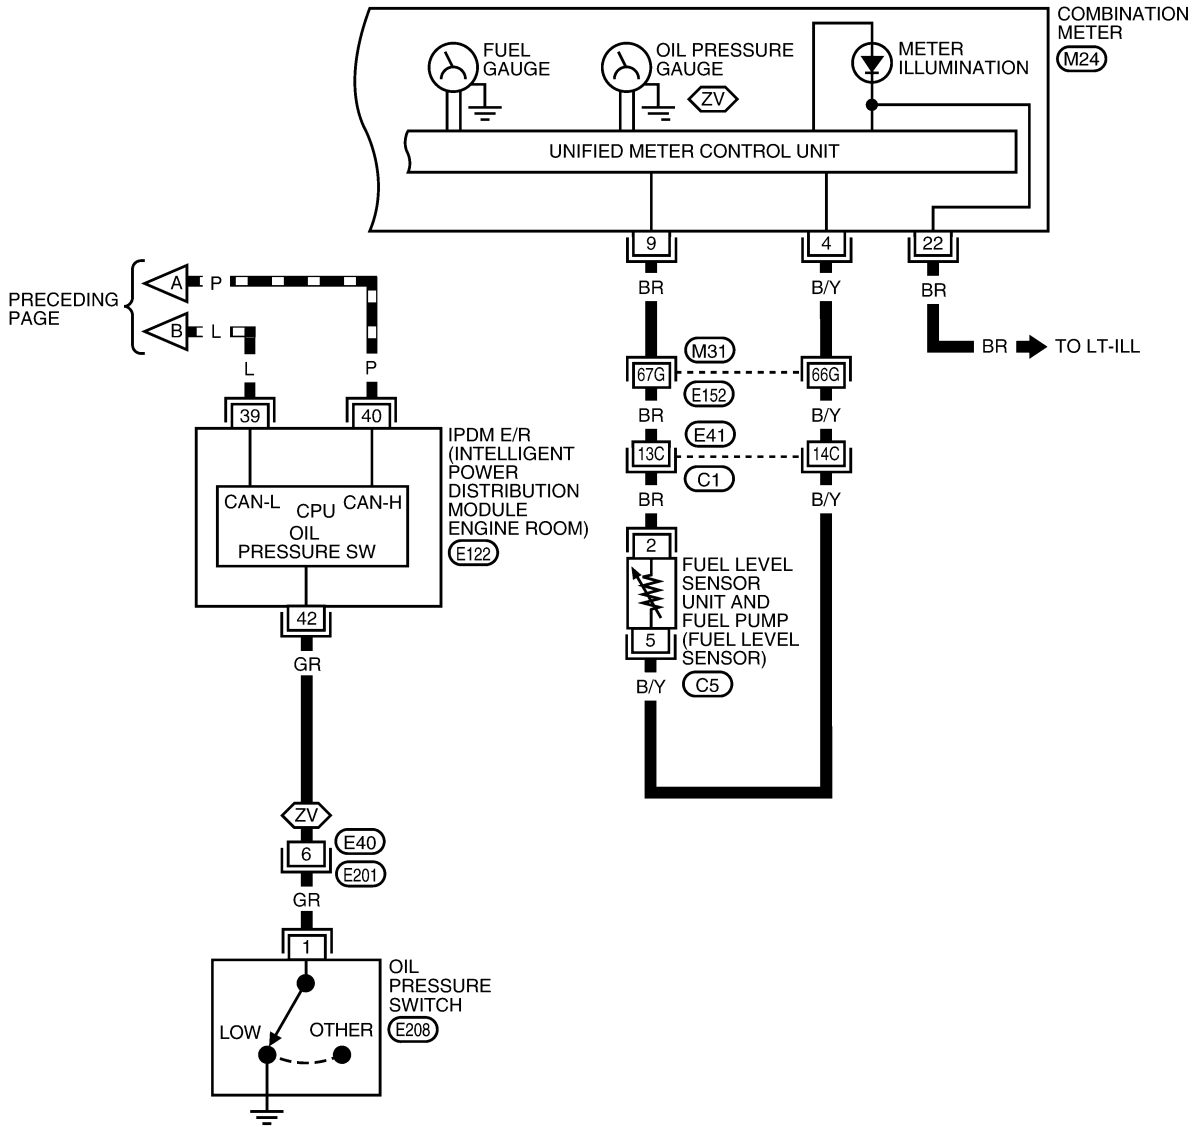 COMBINATION
METER
M24
FUEL
GAUGE
OIL PRESSURE
GAUGE
ZV
METER
ILLUMINATION
UNIFIED METER CONTROL UNIT
9
4
22
BR
B/Y
BR
BR
TO LT-ILL
PRECEDING
PAGE
A
P
B
L
L
P
39
40
M31
67G
66G
E152
BR
B/Y
E41
13C
14C
C1
BR
B/Y
IPDM E/R
(INTELLIGENT
POWER
DISTRIBUTION
MODULE
ENGINE ROOM)
E122
CAN-L
CPU
CAN-H
OIL
PRESSURE SW
42
GR
2
FUEL LEVEL
SENSOR
UNIT AND
FUEL PUMP
(FUEL LEVEL
SENSOR)
5
C5
B/Y
ZV
6
E40
E201
GR
1
OIL
PRESSURE
SWITCH
E208
LOW
OTHER